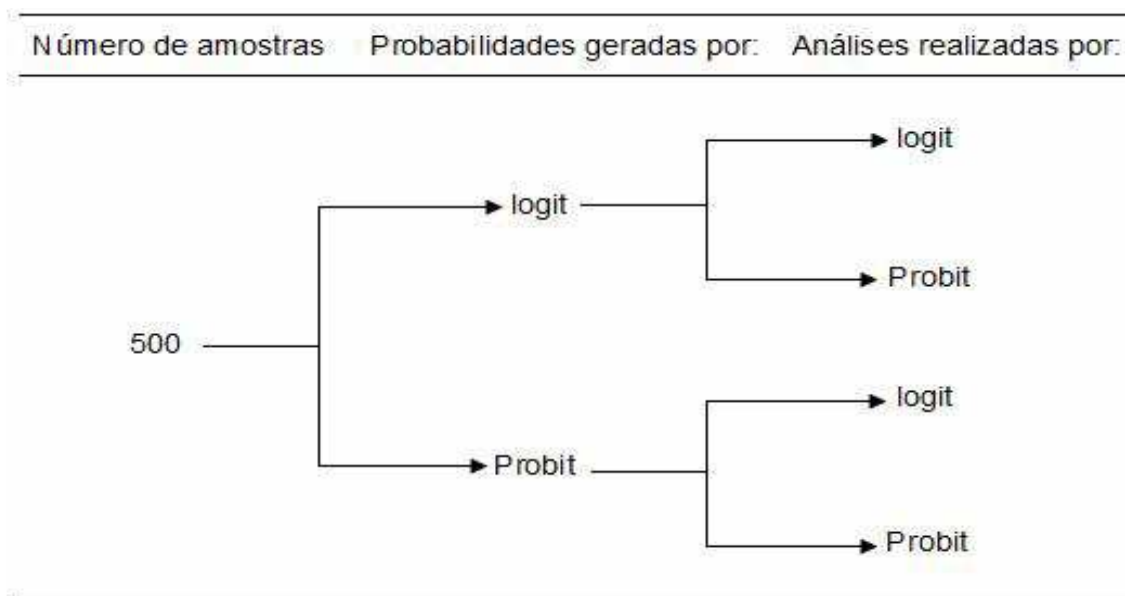 Número de amostras Probabilidades geradas por: Análises realizadas por:
logit
logit
Probit
500
logit
Probit
Probit